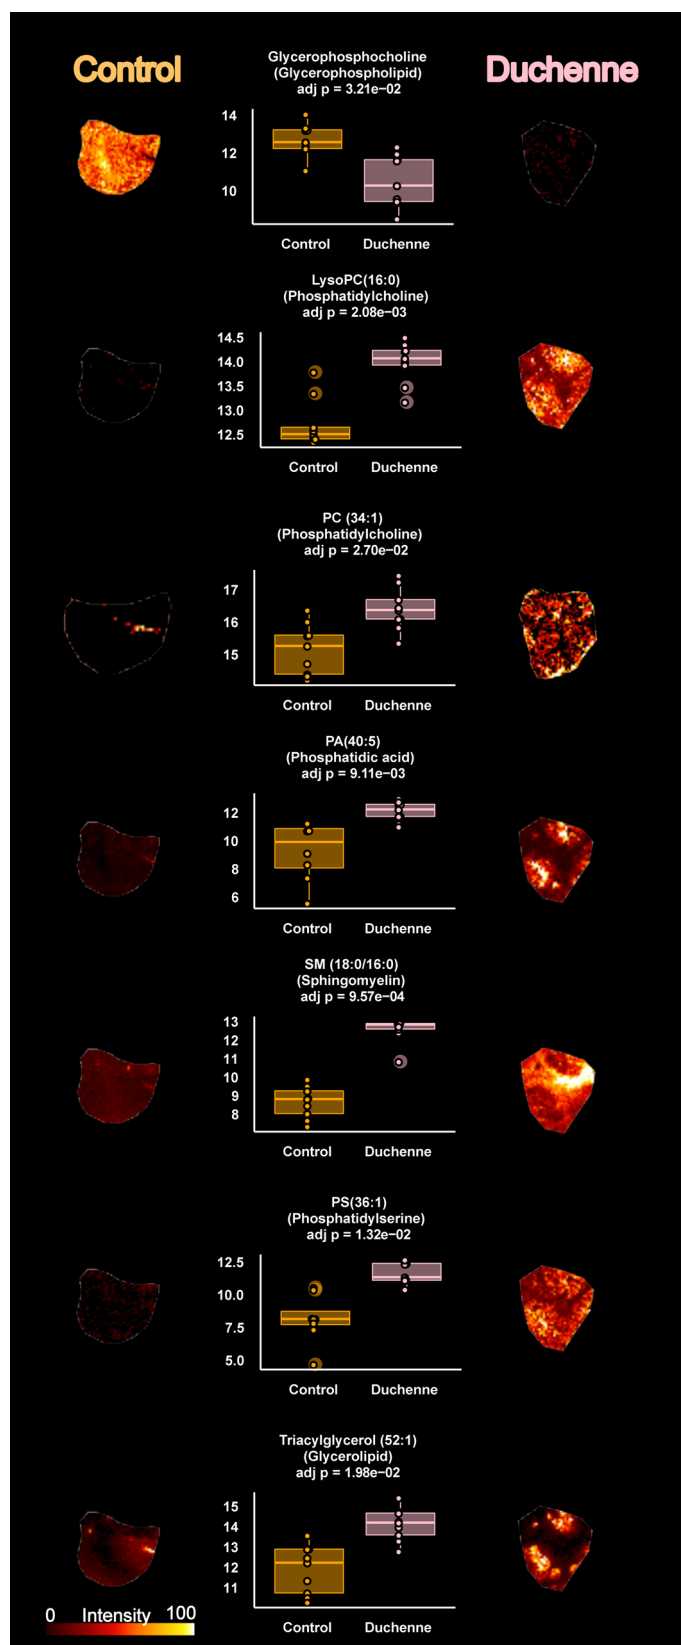 Control
Duchenne
Glycerophosphocholine
(Glycerophospholipid)
adj p = 3.21e−02
14
12
10
Control
Duchenne
LysoPC(16:0)
(Phosphatidylcholine)
adj p = 2.08e−03
14.5
14.0
13.5
13.0
12.5
Control
Duchenne
PC (34:1)
(Phosphatidylcholine)
adj p = 2.70e−02
17
16
15
Control
Duchenne
PA(40:5)
(Phosphatidic acid)
adj p = 9.11e−03
12
10
8
6
Control
Duchenne
SM (18:0/16:0)
(Sphingomyelin)
adj p = 9.57e−04
13
12
11
10
9
8
Control
Duchenne
PS(36:1)
(Phosphatidylserine)
adj p = 1.32e−02
12.5
10.0
7.5
5.0
Control
Duchenne
Triacylglycerol (52:1)
(Glycerolipid)
adj p = 1.98e−02
15
14
13
12
11
Control
Duchenne
0 Intensity 100